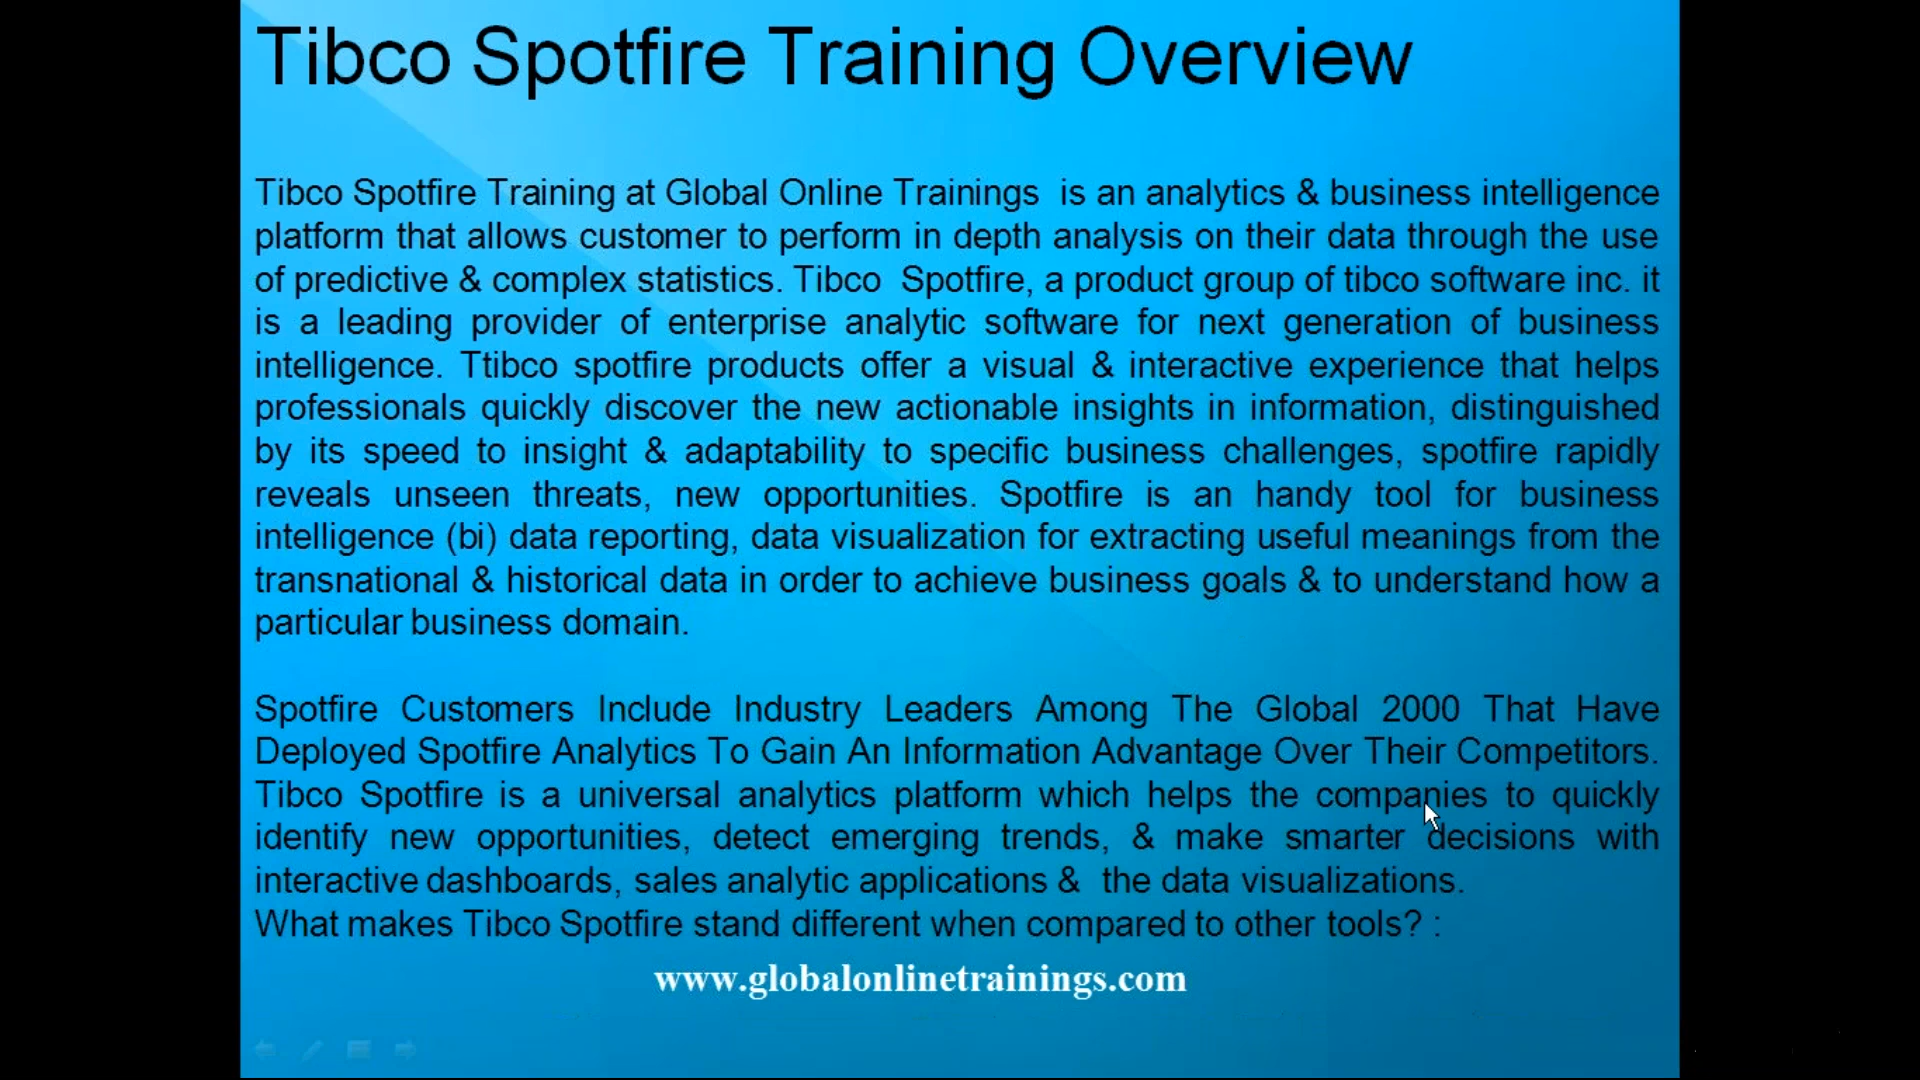 Tibco Spotfire Training Overview
Tibco Spotfire Training at Global Online Trainings is an analytics & business intelligence
platform that allows customer to perform in depth analysis on their data through the use
of predictive & complex statistics. Tibco Spotfire, a product group of tibco software inc. it
is a leading provider of enterprise analytic software for next generation of business
intelligence. Ttibco spotfire products offer a visual & interactive experience that helps
professionals quickly discover the new actionable insights in information, distinguished
by its speed to insight & adaptability to specific business challenges, spotfire rapidly
reveals unseen threats, new opportunities. Spotfire is an handy tool for business
intelligence (bi) data reporting, data visualization for extracting useful meanings from the
transnational & historical data in order to achieve business goals & to understand how a
particular business domain.
Spotfire Customers Include Industry Leaders Among The Global 2000 That Have
Deployed Spotfire Analytics To Gain An Information Advantage Over Their Competitors.
Tibco Spotfire is a universal analytics platform which helps the companies to quickly
identify new opportunities, detect emerging trends, & make smarter decisions with
interactive dashboards, sales analytic applications & the data visualizations.
What makes Tibco Spotfire stand different when compared to other tools? :
www.globalonlinetrainings.com